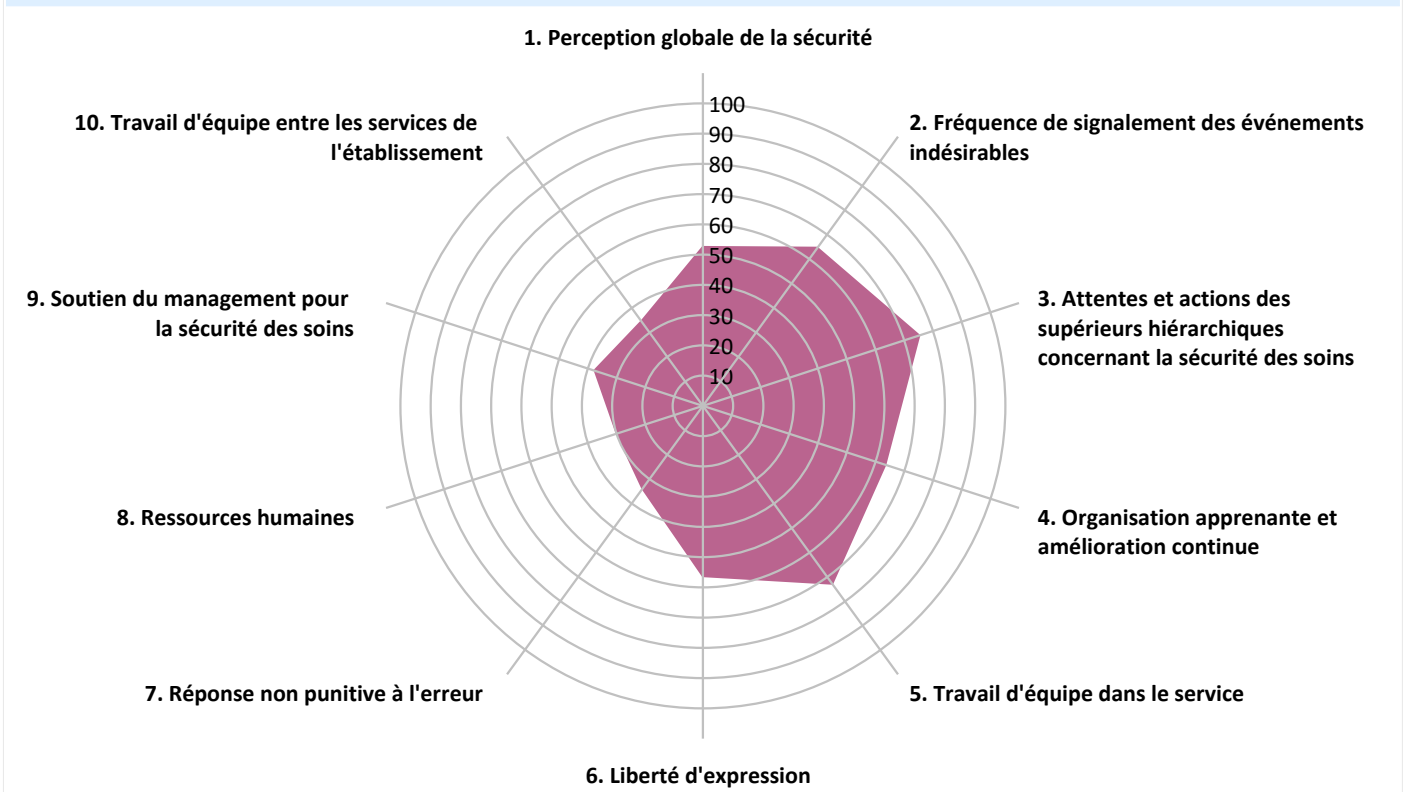 1. Perception globale de la sécurité
100
90
80
70
60
50
40
30
20
10
2. Fréquence de signalement des événements
indésirables
3. Attentes et actions des
supérieurs hiérarchiques
concernant la sécurité des soins
4. Organisation apprenante et
amélioration continue
5. Travail d'équipe dans le service
6. Liberté d'expression
7. Réponse non punitive à l'erreur
8. Ressources humaines
9. Soutien du management pour
la sécurité des soins
10. Travail d'équipe entre les services de
l'établissement